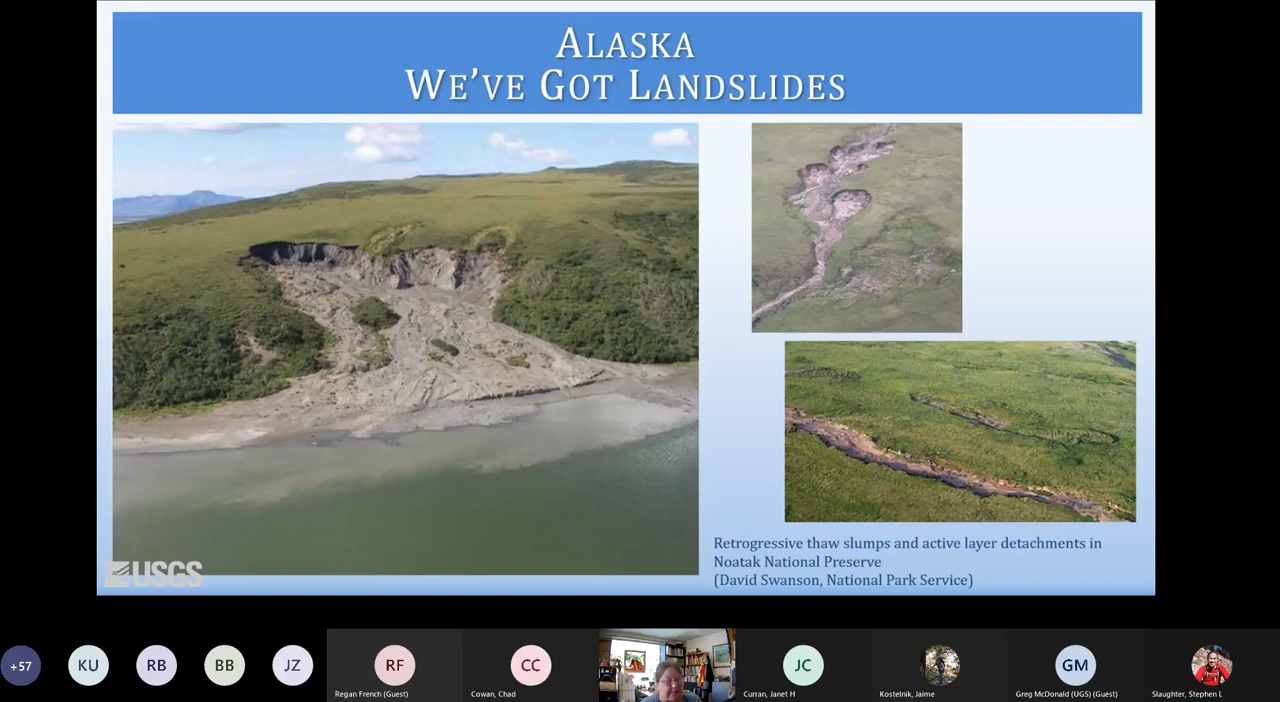 ALASKA
WE'VE GOT LANDSLIDES
Retrogressive thaw slumps and active layer detachments in
Noatak National Preserve
(David Swanson, National Park Service)
USGS
+57
KU
RB
BB
JZ
RF
CC
JC
GM
Regan French (Guest)
Cowan, Chad
Curran, Janet H
Kostelnik, Jaime
Greg McDonald (UGS) (Guest)
Slaughter, Stephen L